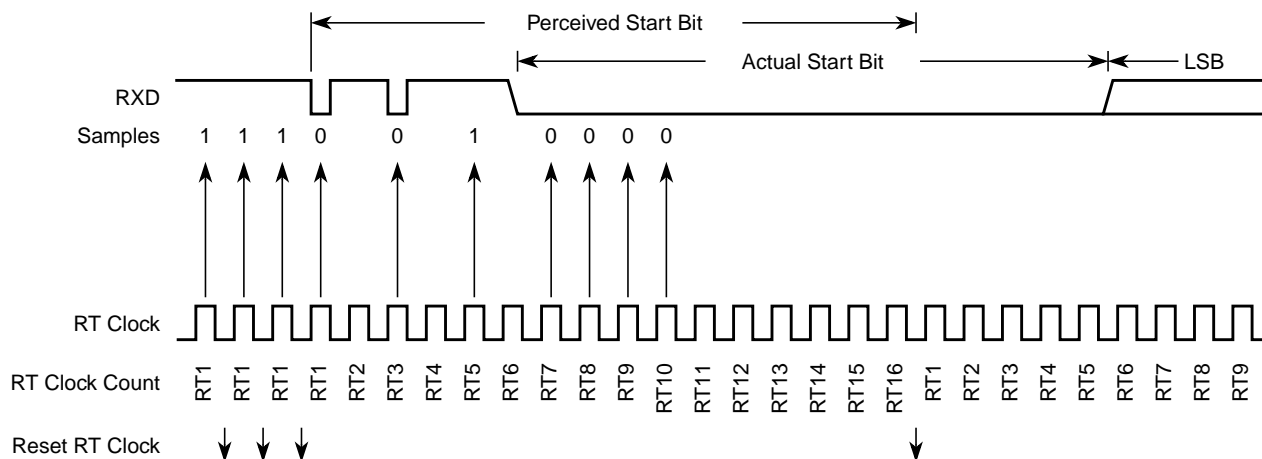 Perceived Start Bit
Actual Start Bit
LSB
RXD
Samples 1 1 1 0 0 1 0 0 0 0
RT Clock
RT Clock Count RT1 RT1 RT1 RT1 RT2 RT3 RT4 RT5 RT6 RT7 RT8 RT9 RT10 RT11 RT12 RT13 RT14 RT15 RT16 RT1 RT2 RT3 RT4 RT5 RT6 RT7 RT8 RT9
Reset RT Clock